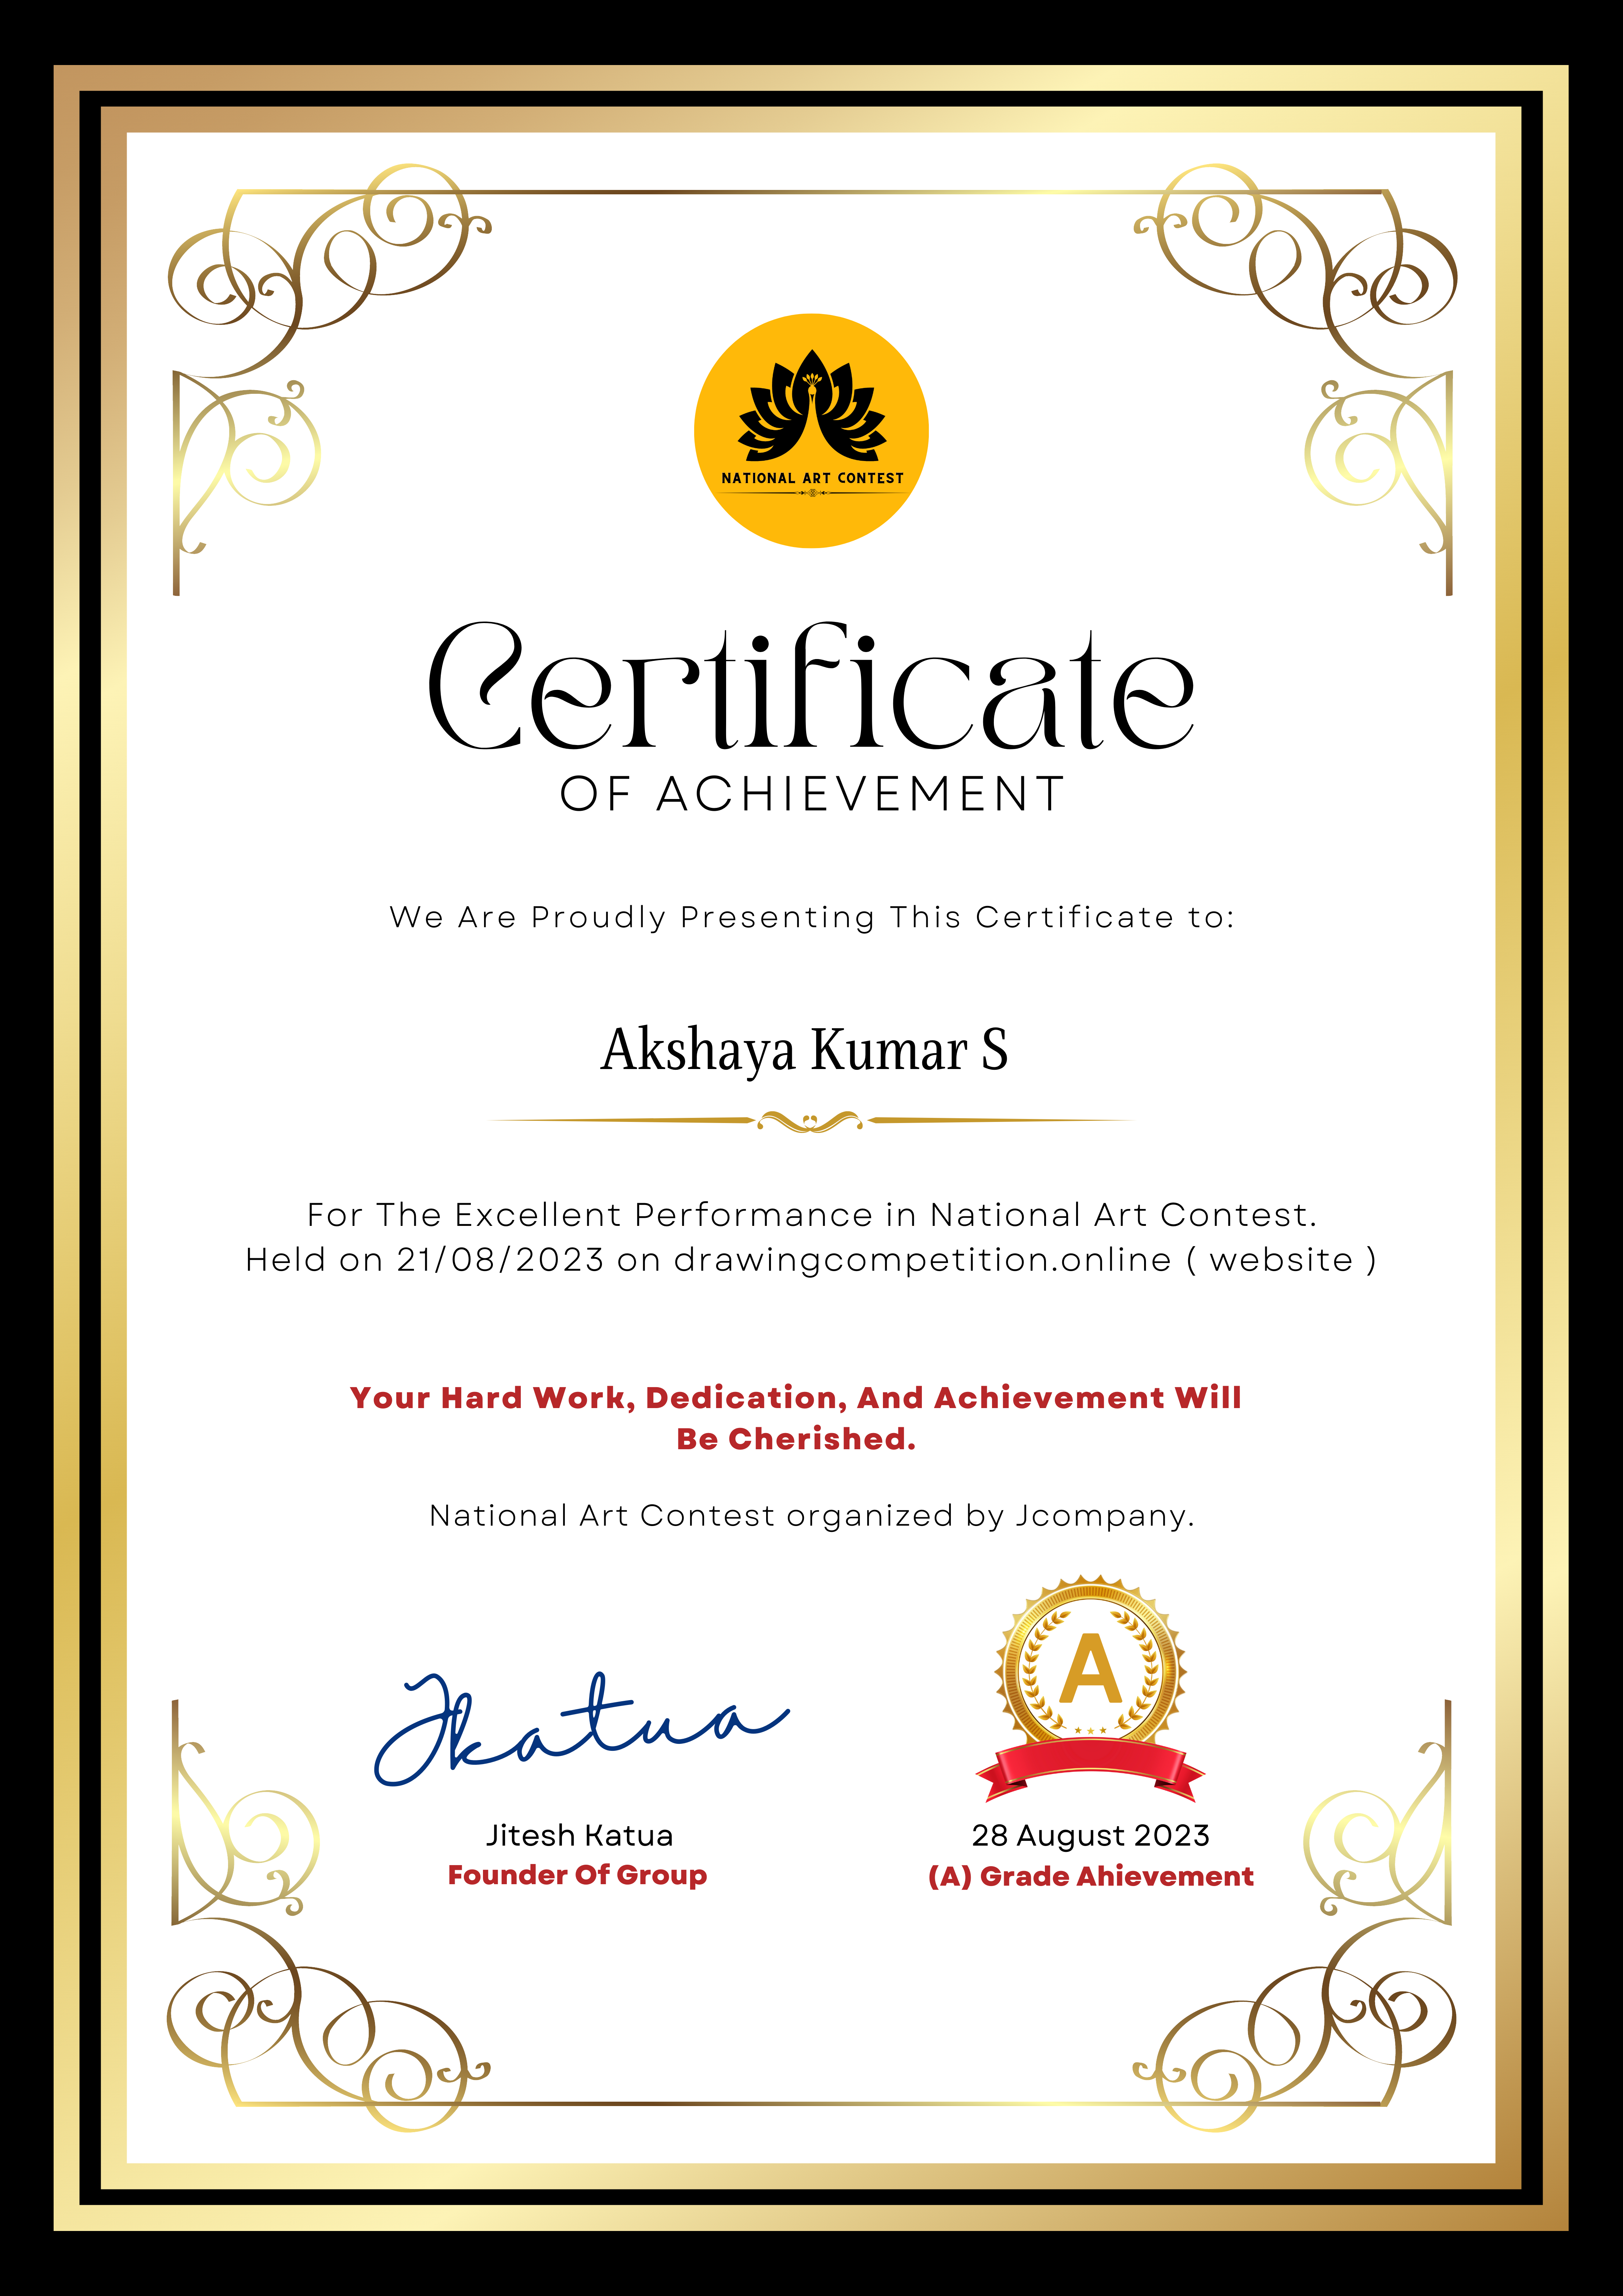 NATIONAL ART CONTEST
Certificate
OF ACHIEVEMENT
We Are Proudly Presenting This Certificate to:
Akshaya Kumar S
For The Excellent Performance in National Art Contest.
Held on 21/08/2023 on drawingcompetition.online ( website )
Your Hard Work, Dedication, And Achievement Will
Be Cherished.
National Art Contest organized by Jcompany.
Jkatua
A
Jitesh Katua
28 August 2023
Founder Of Group
(A) Grade Ahievement